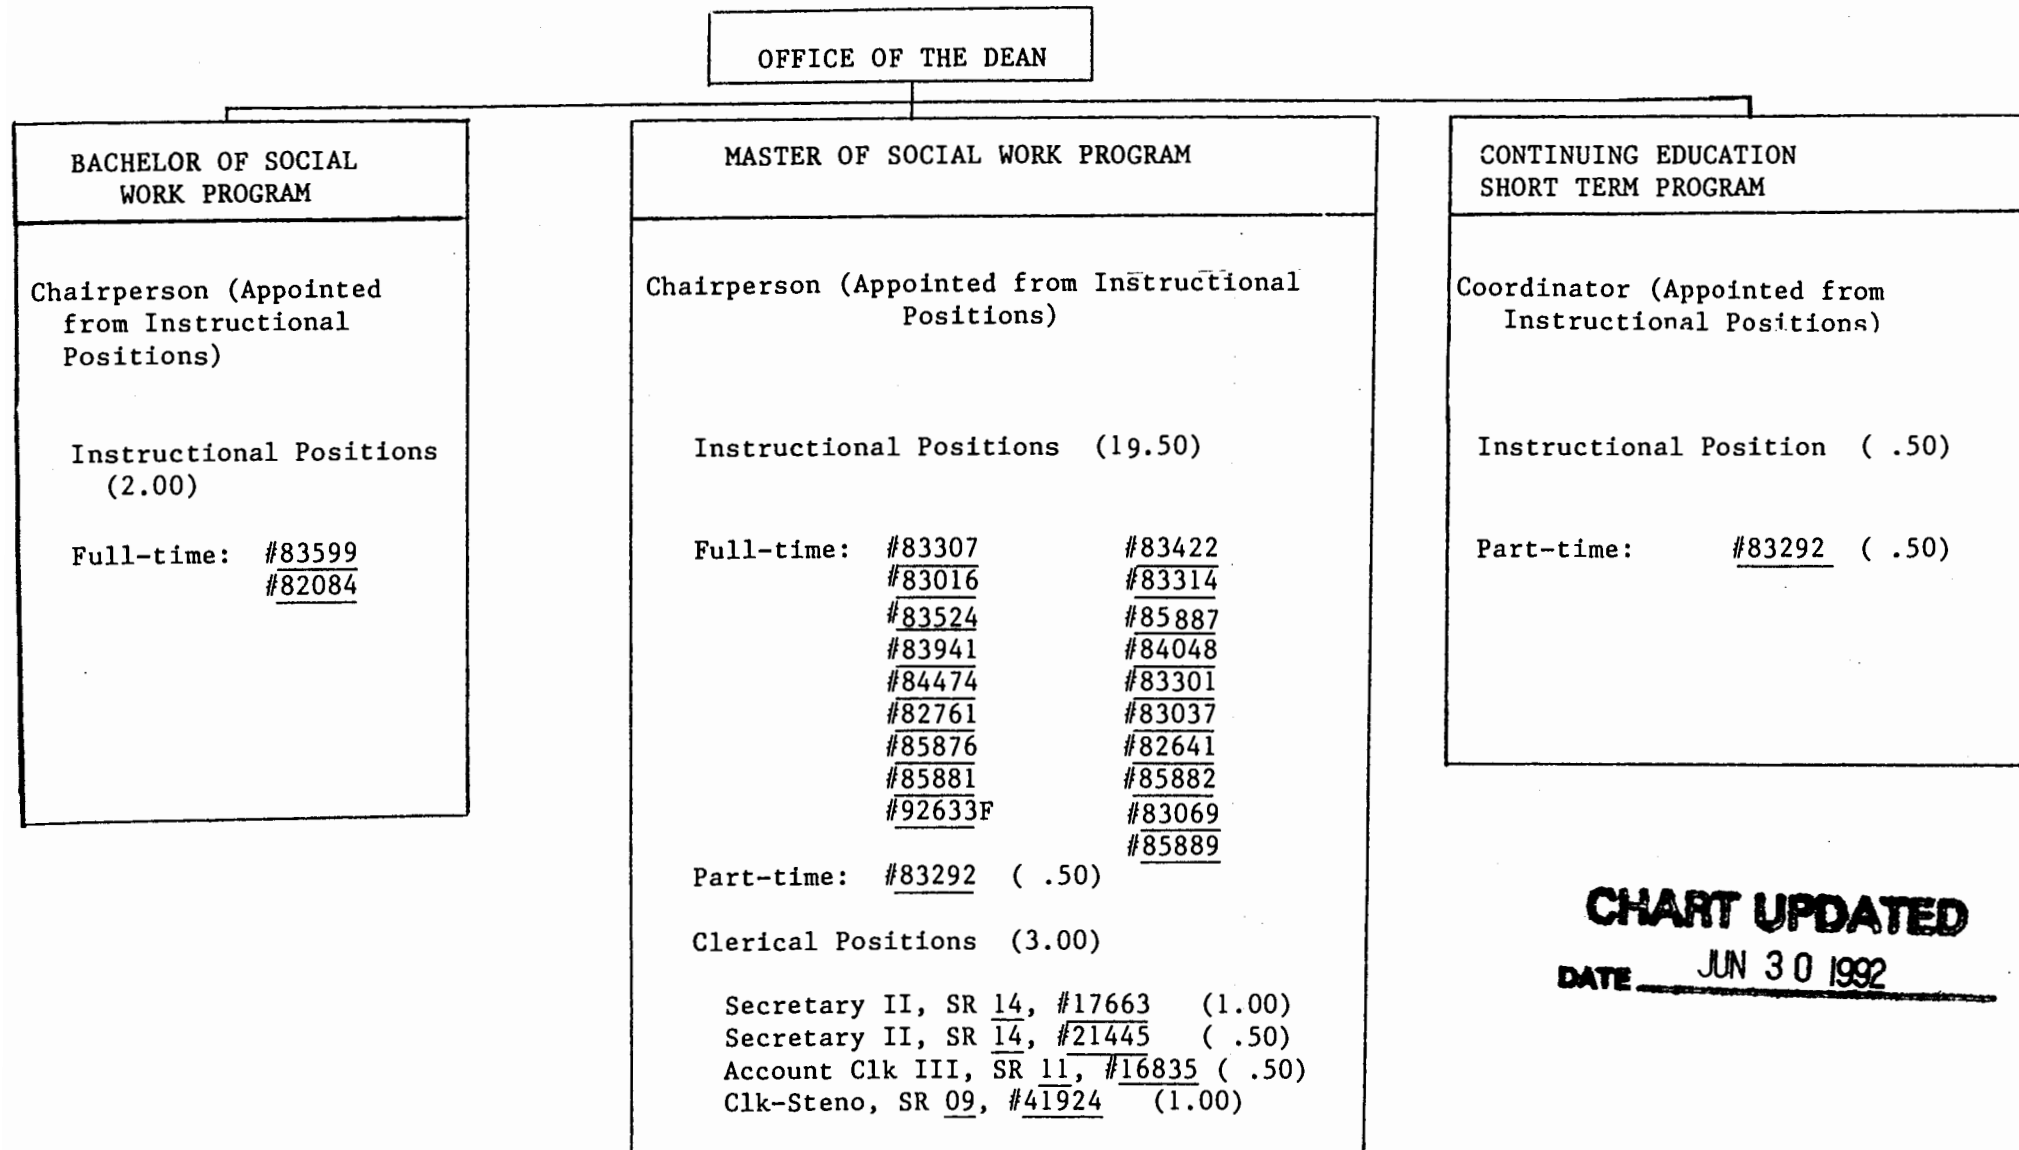 OFFICE OF THE DEAN
BACHELOR OF SOCIAL
WORK PROGRAM
Chairperson (Appointed
from Instructional
Positions)
Instructional Positions
(2.00)
Full-time: #83599
#82084
MASTER OF SOCIAL WORK PROGRAM
Chairperson (Appointed from Instructional
Positions)
Instructional Positions (19.50)
Full-time: #83307 #83422
#83016 #83314
#83524 #85887
#83941 #84048
#84474 #83301
#82761 #83037
#85876 #82641
#85881 #85882
#92633F #83069
#85889
Part-time: #83292 ( .50)
Clerical Positions (3.00)
Secretary II, SR 14, #17663 (1.00)
Secretary II, SR 14, #21445 ( .50)
Account Clk III, SR 11, #16835 ( .50)
Clk-Steno, SR 09, #41924 (1.00)
CONTINUING EDUCATION
SHORT TERM PROGRAM
Coordinator (Appointed from
Instructional Positions)
Instructional Position ( .50)
Part-time: #83292 ( .50)
CHART UPDATED
DATE JUN 30 1992